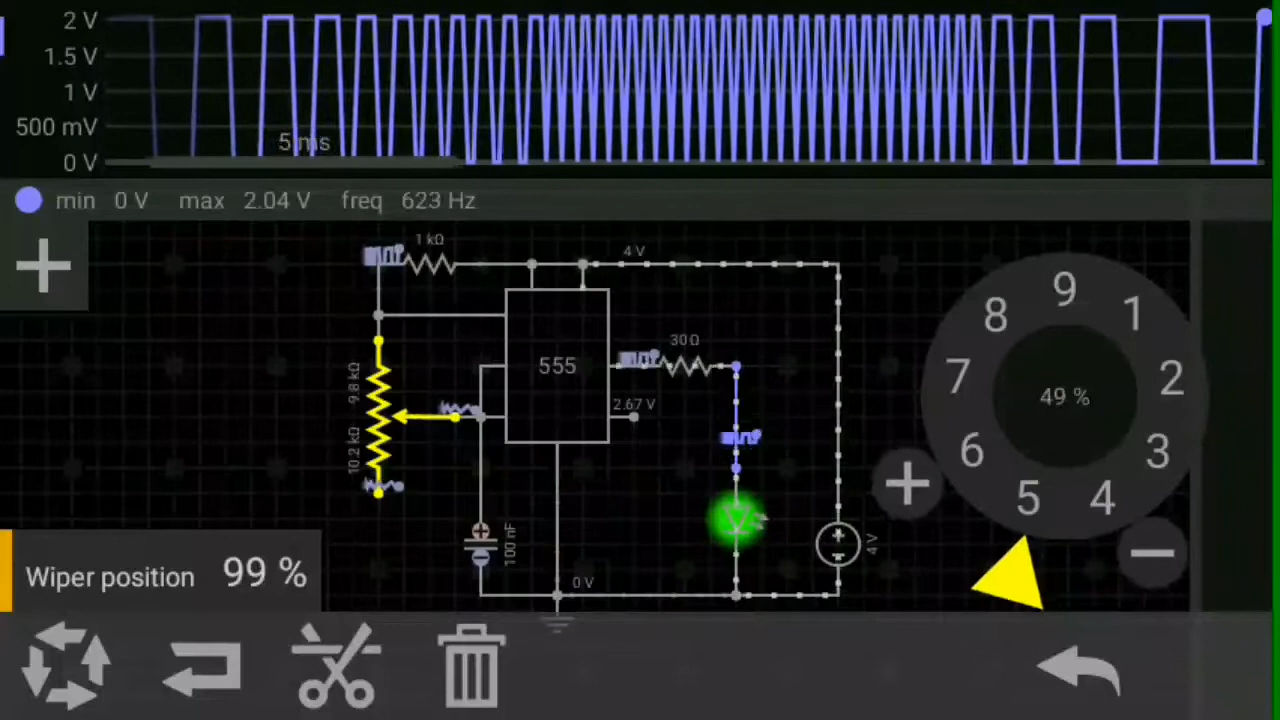 2 V
1.5 V
1 V
500 mV
0 V
5 ms
min 0 V max 2.04 V freq 623 Hz
1 kΩ
4 V
9.8 kΩ
10.2 kΩ
555
30 Ω
2.67 V
100 nF
4 V
0 V
9
1
2
3
4
5
6
7
8
49 %
Wiper position 99 %